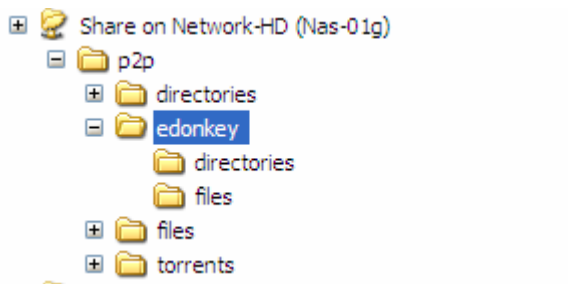 Share on Network-HD (Nas-01g)
p2p
directories
edonkey
directories
files
files
torrents